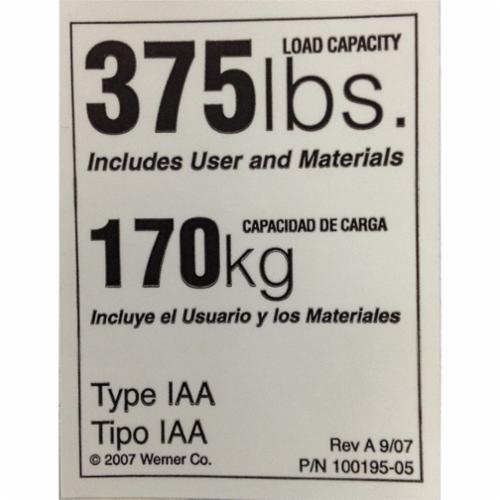 LOAD CAPACITY
375lbs.
Includes User and Materials
CAPACIDAD DE CARGA
170kg
Incluye el Usuario y los Materiales
Type IAA
Tipo IAA
© 2007 Werner Co.
Rev A 9/07
P/N 100195-05